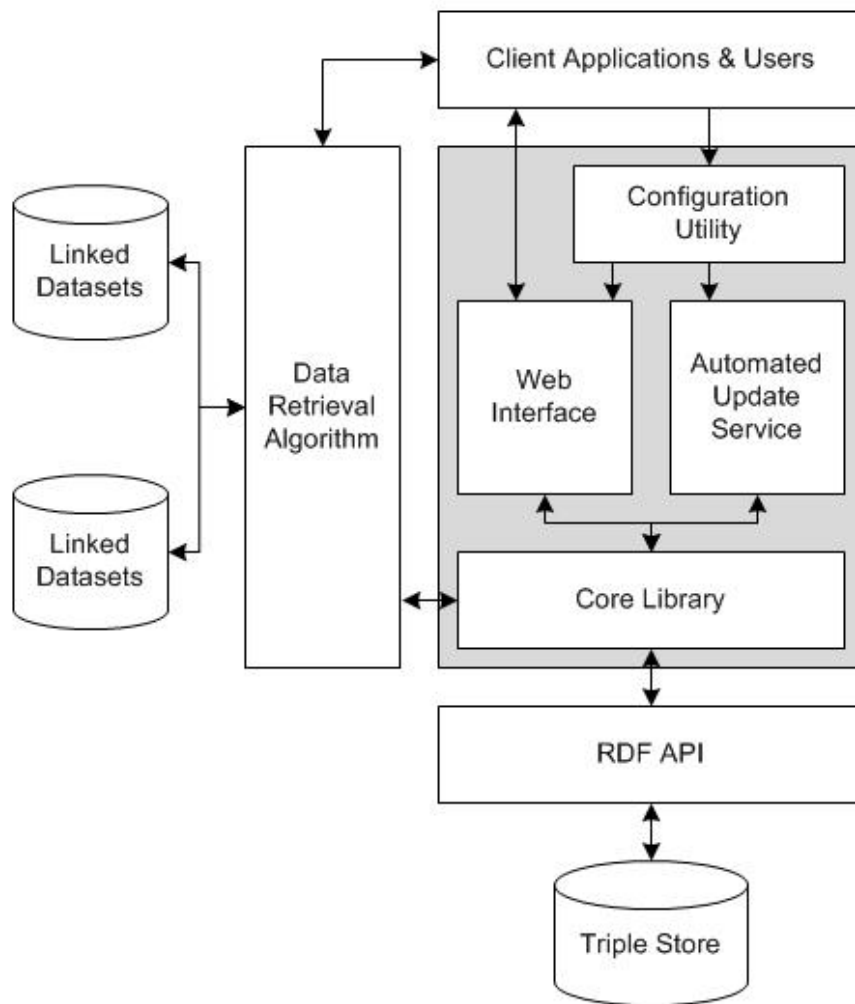 Client Applications & Users
Configuration
Utility
Linked
Datasets
Data
Retrieval
Algorithm
Web
Interface
Automated
Update
Service
Linked
Datasets
Core Library
RDF API
Triple Store